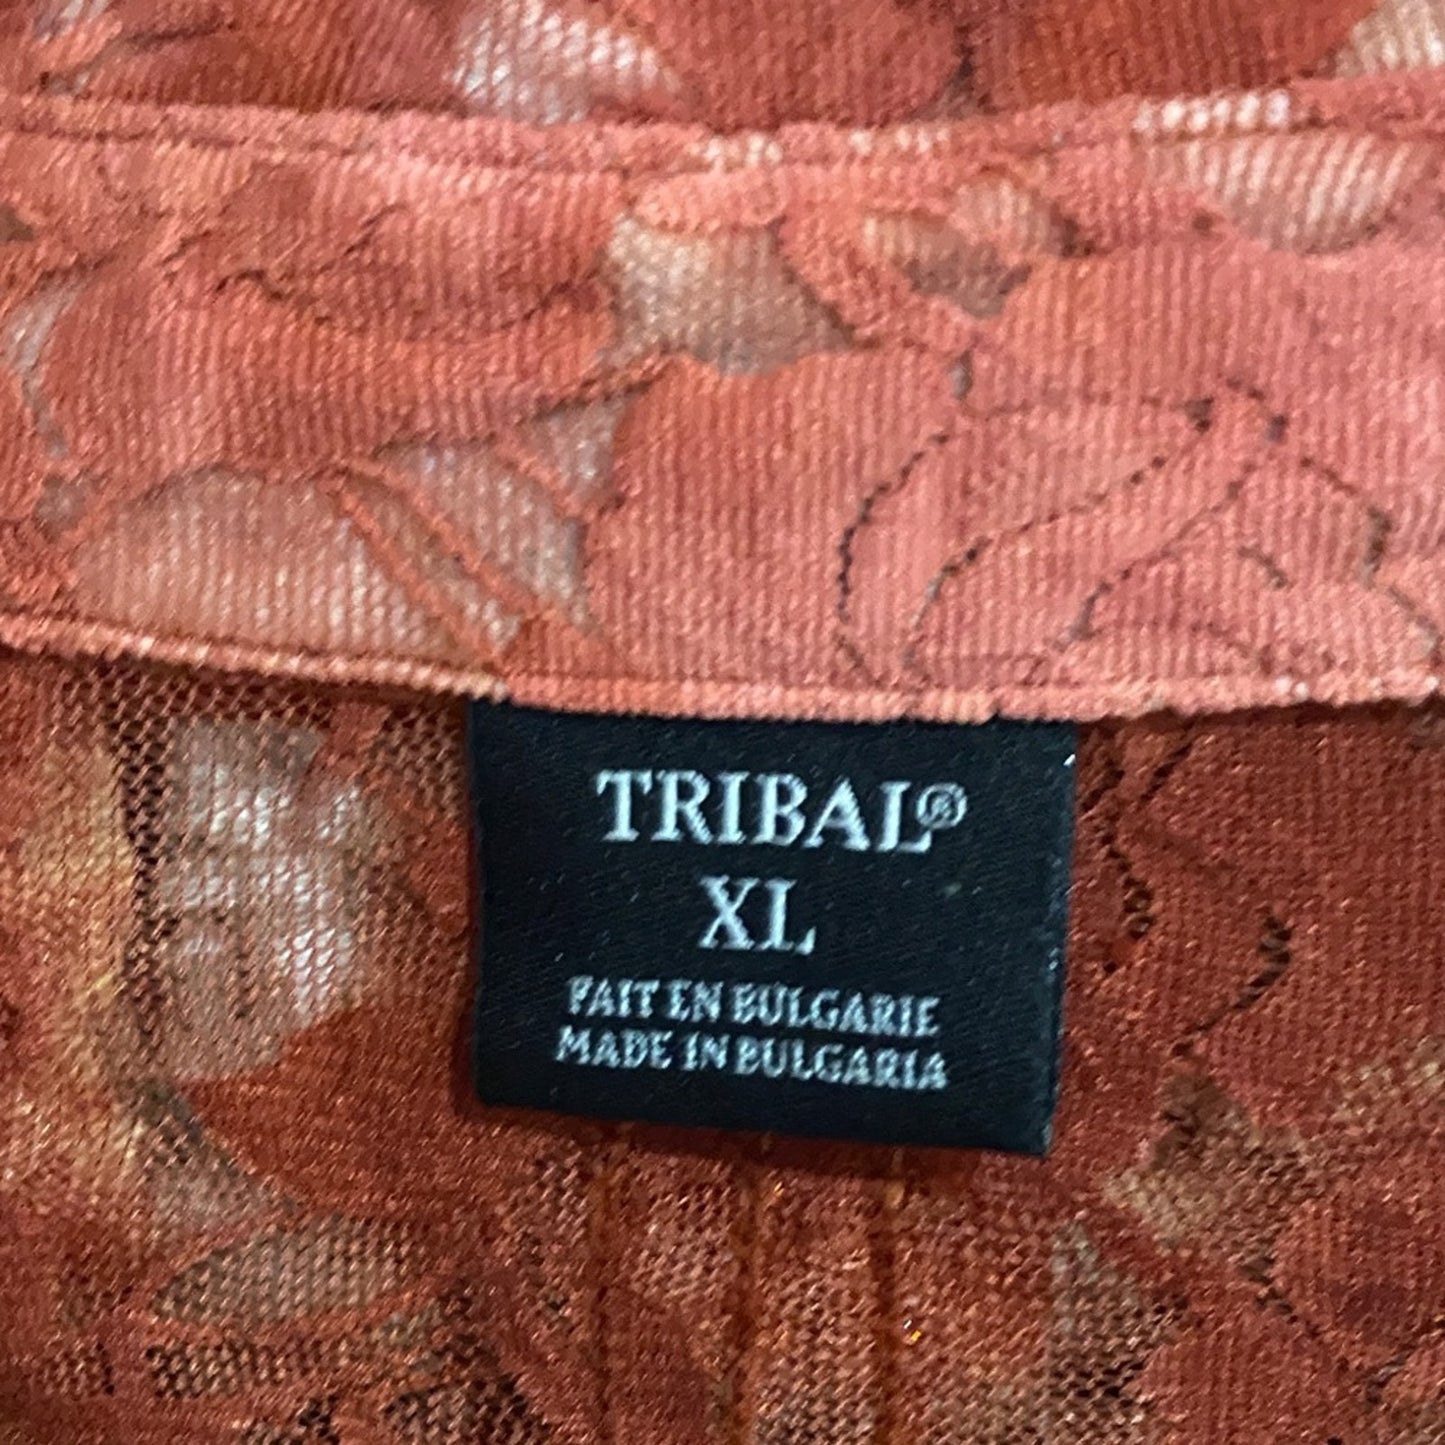 TRIBAL®
XL
FAIT EN BULGARIE
MADE IN BULGARIA